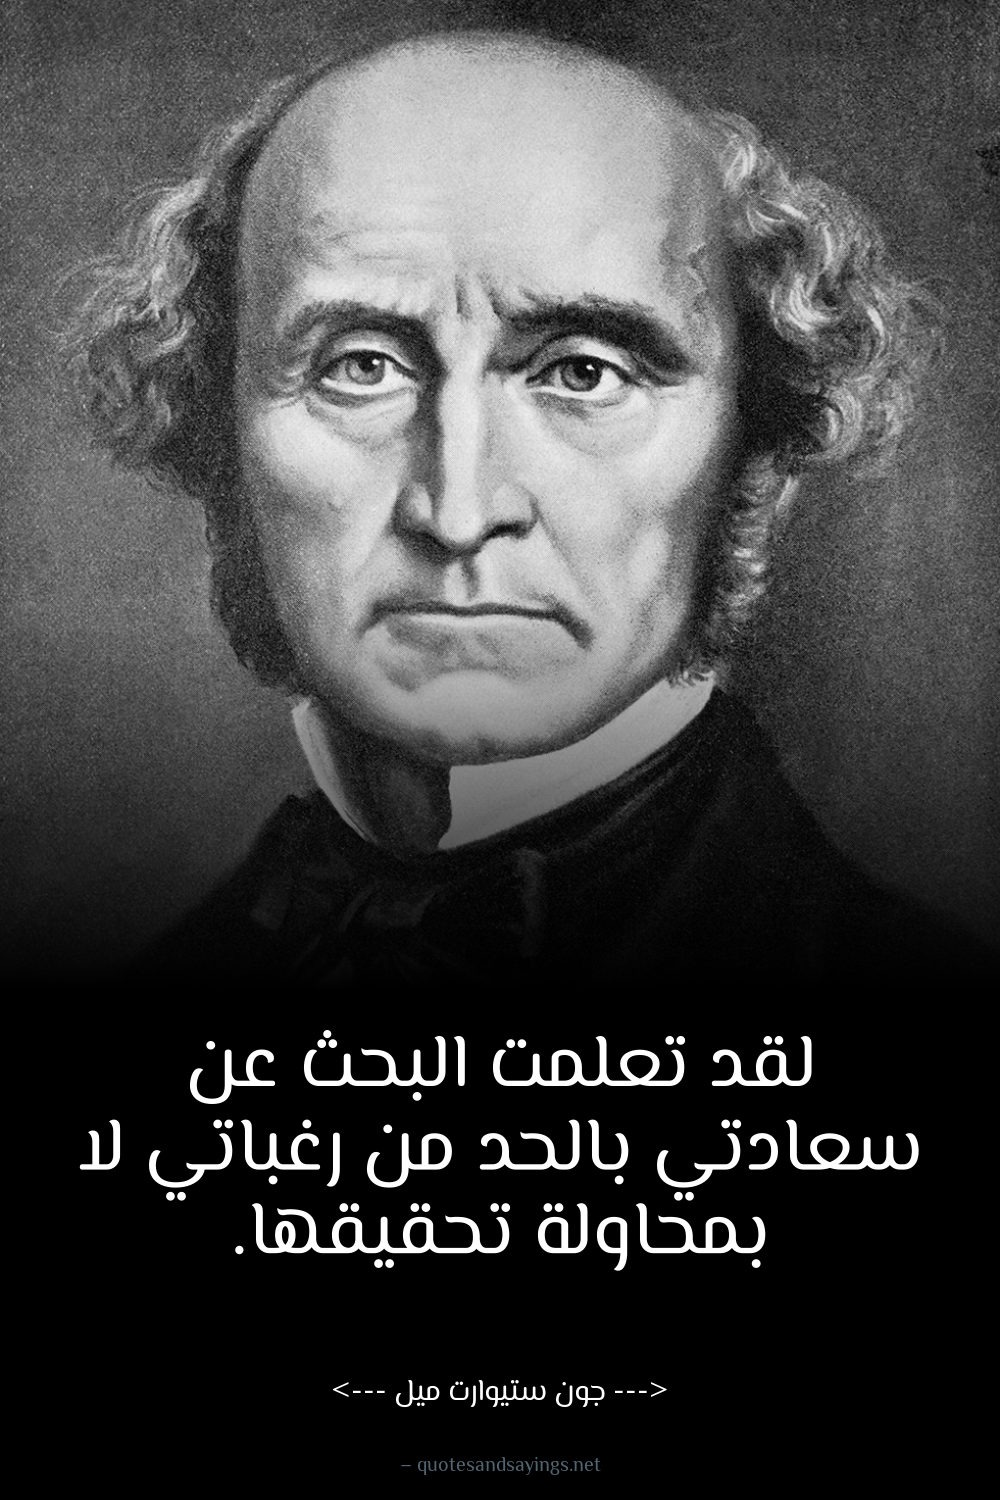 لقد تعلمت البحث عن
سعادتي بالحد من رغباتي لا
بمحاولة تحقيقها.
<--- جون ستيوارت ميل --->
– quotesandsayings.net